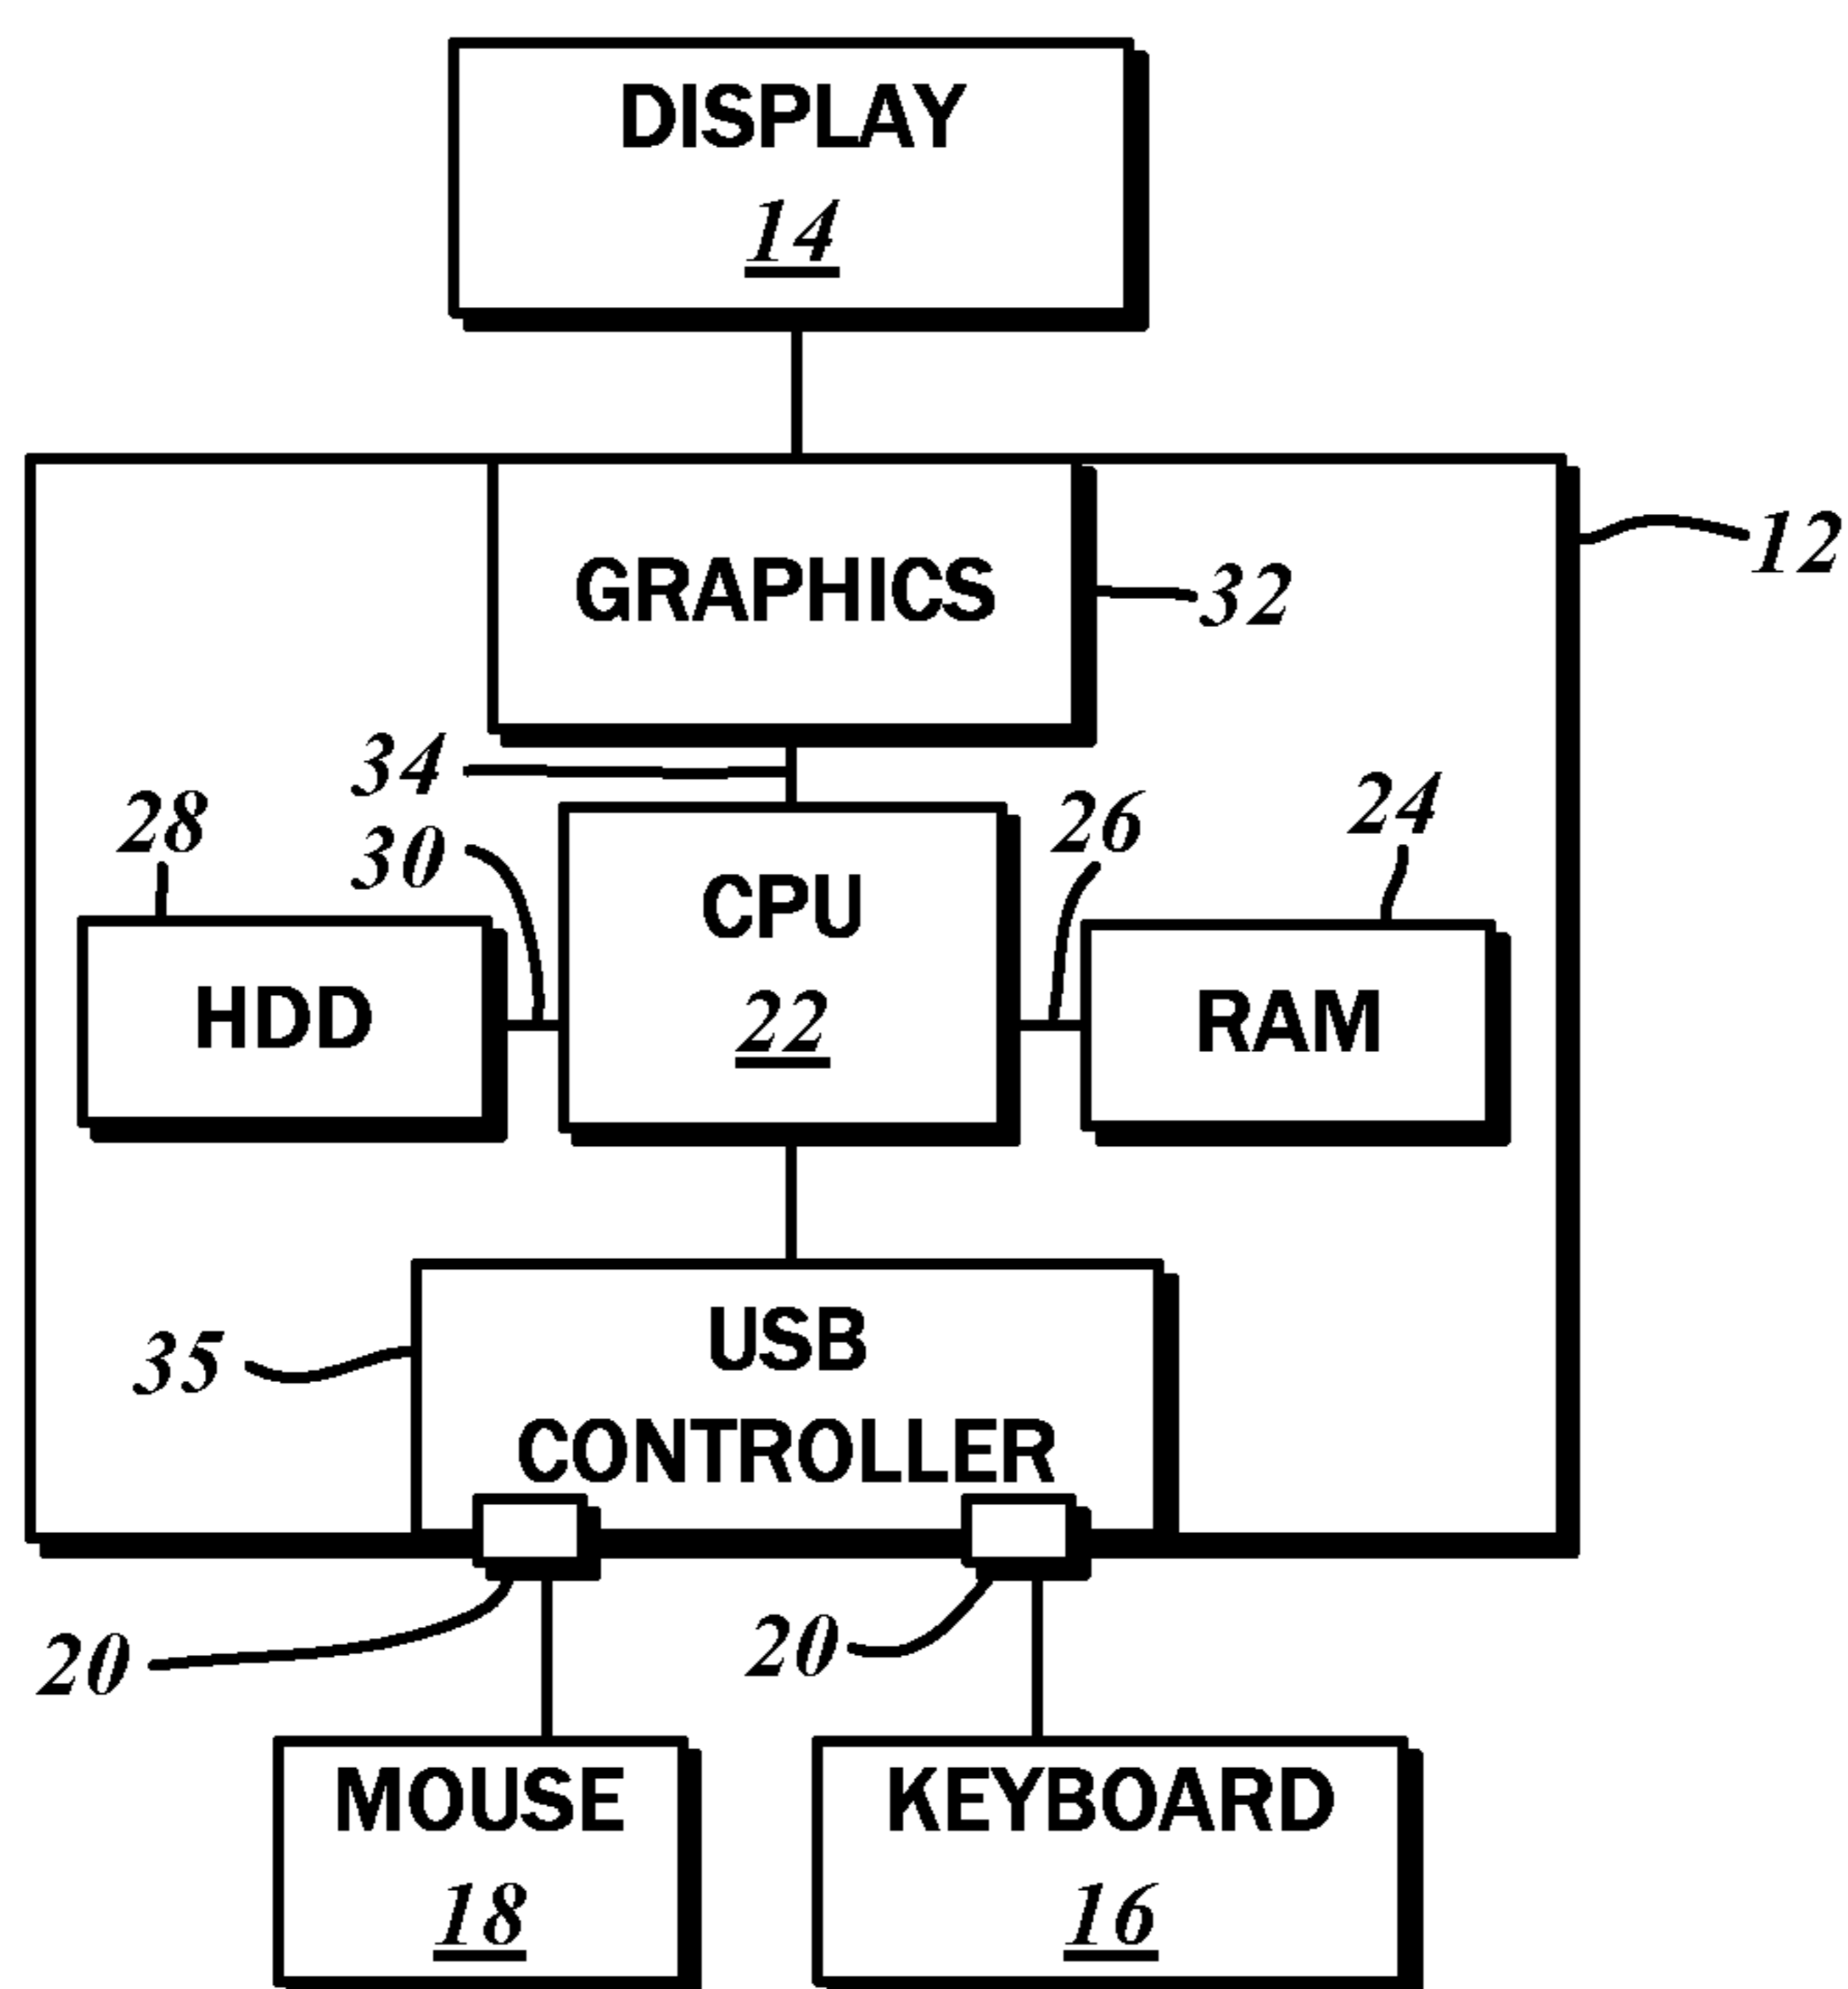 DISPLAY
14
12
GRAPHICS
32
34
28
30
26
24
CPU
22
HDD
RAM
35
USB
CONTROLLER
20
20
MOUSE
18
KEYBOARD
16